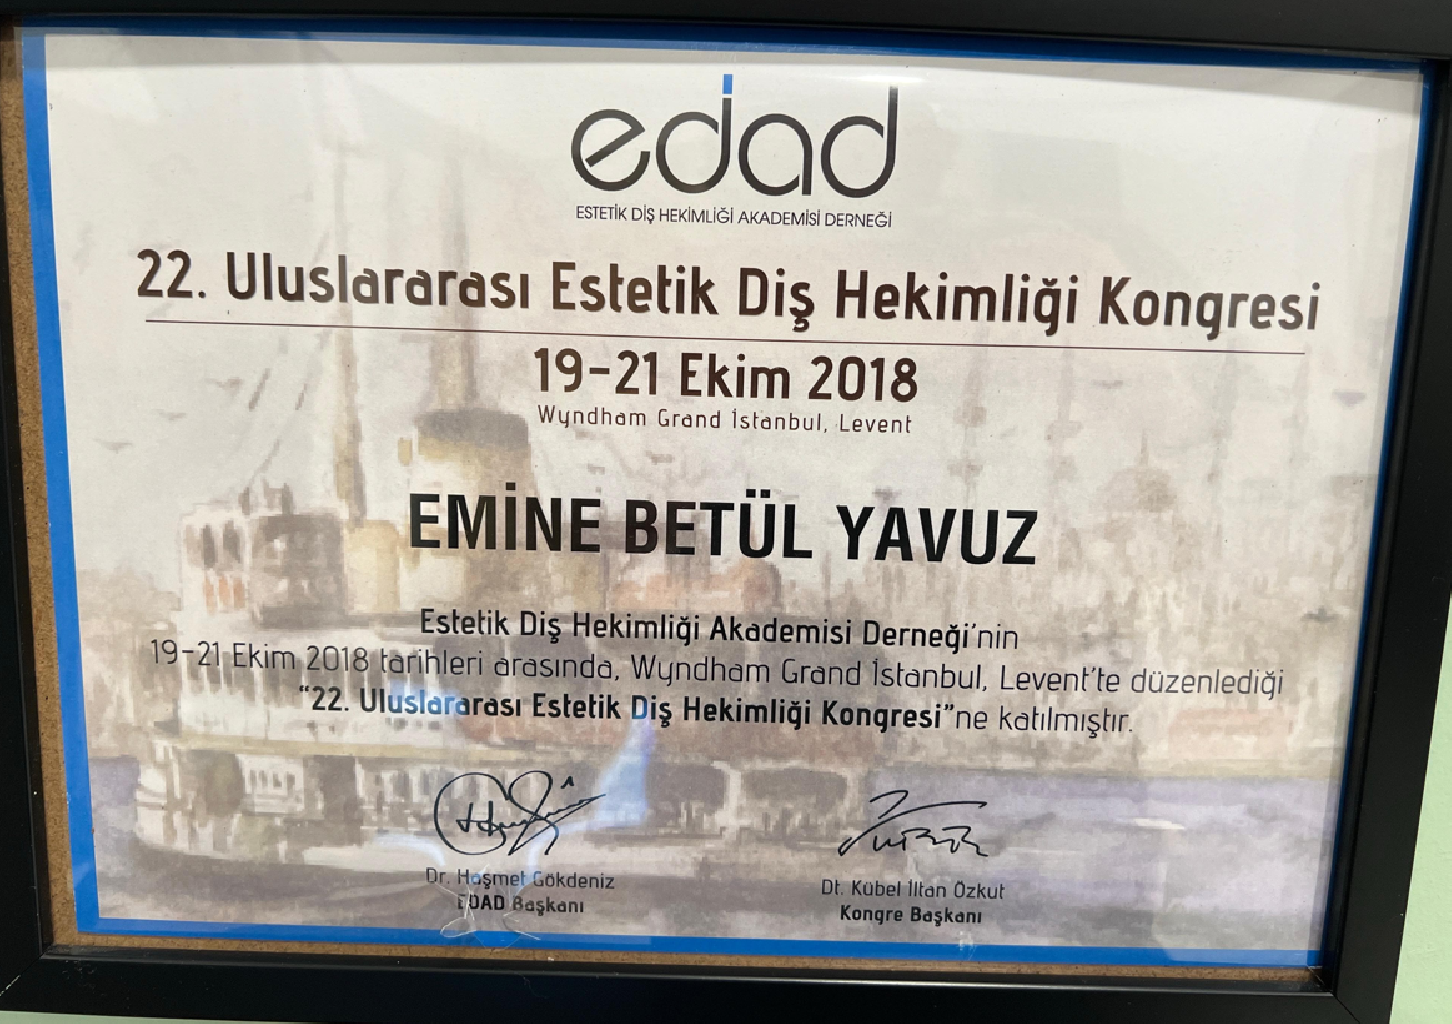 edad
ESTETİK DİŞ HEKİMLİĞİ AKADEMİSİ DERNEĞİ
22. Uluslararası Estetik Diş Hekimliği Kongresi
19-21 Ekim 2018
Wyndham Grand İstanbul, Levent
EMİNE BETÜL YAVUZ
Estetik Diş Hekimliği Akademisi Derneği'nin
19-21 Ekim 2018 tarihleri arasında, Wyndham Grand İstanbul, Levent'te düzenlediği
"22. Uluslararası Estetik Diş Hekimliği Kongresi"ne katılmıştır.
Dr. Haşmet Gökdeniz
EDAD Başkanı
Dt. Kübel İltan Özkut
Kongre Başkanı